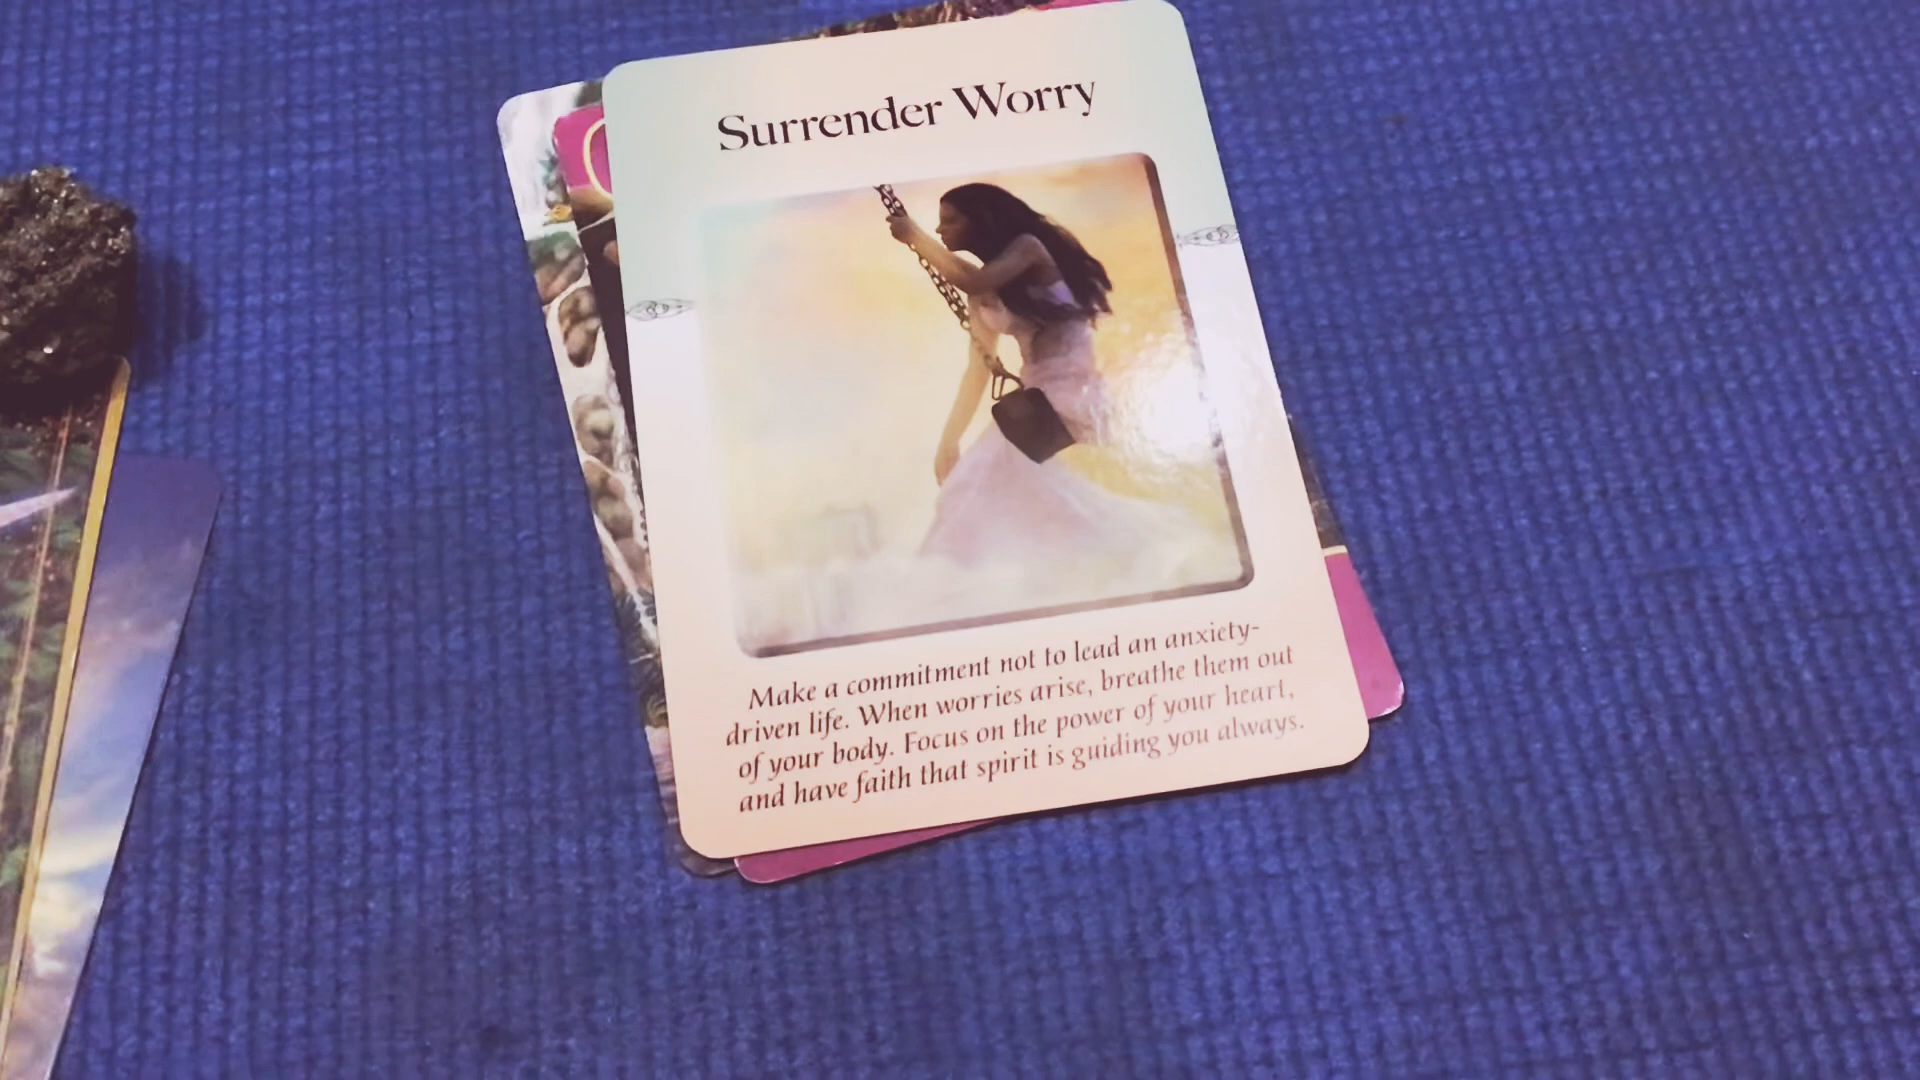 Surrender Worry
Make a commitment not to lead an anxiety-
driven life. When worries arise, breathe them out
of your body. Focus on the power of your heart,
and have faith that spirit is guiding you always.